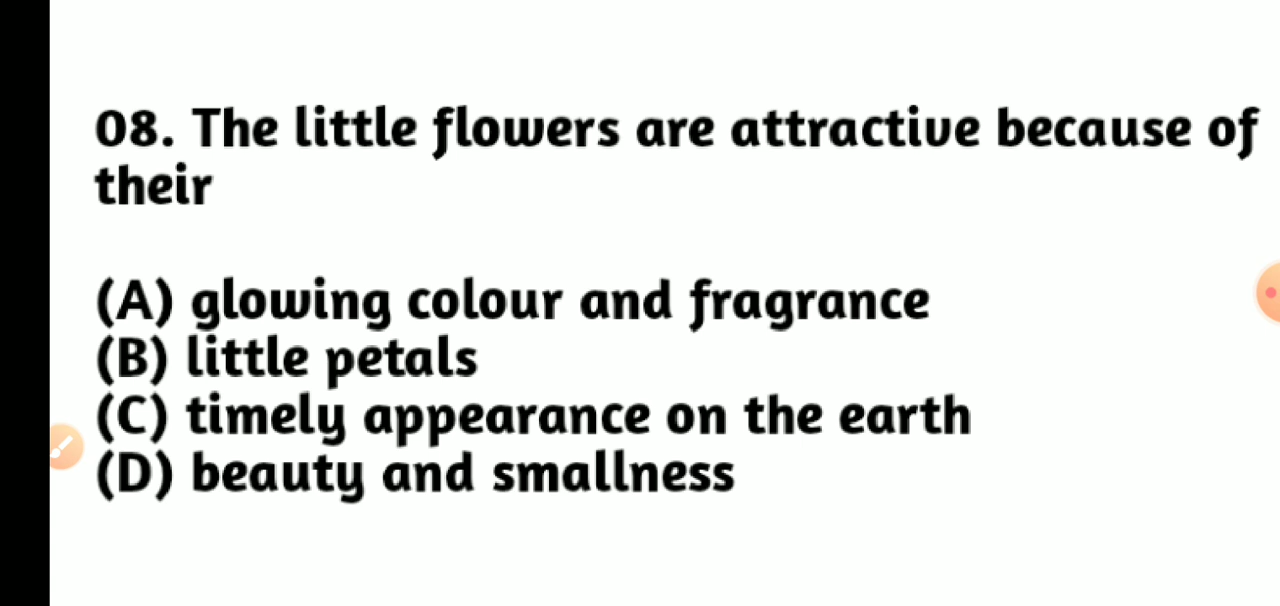 08. The little flowers are attractive because of
their
(A) glowing colour and fragrance
(B) little petals
(C) timely appearance on the earth
(D) beauty and smallness